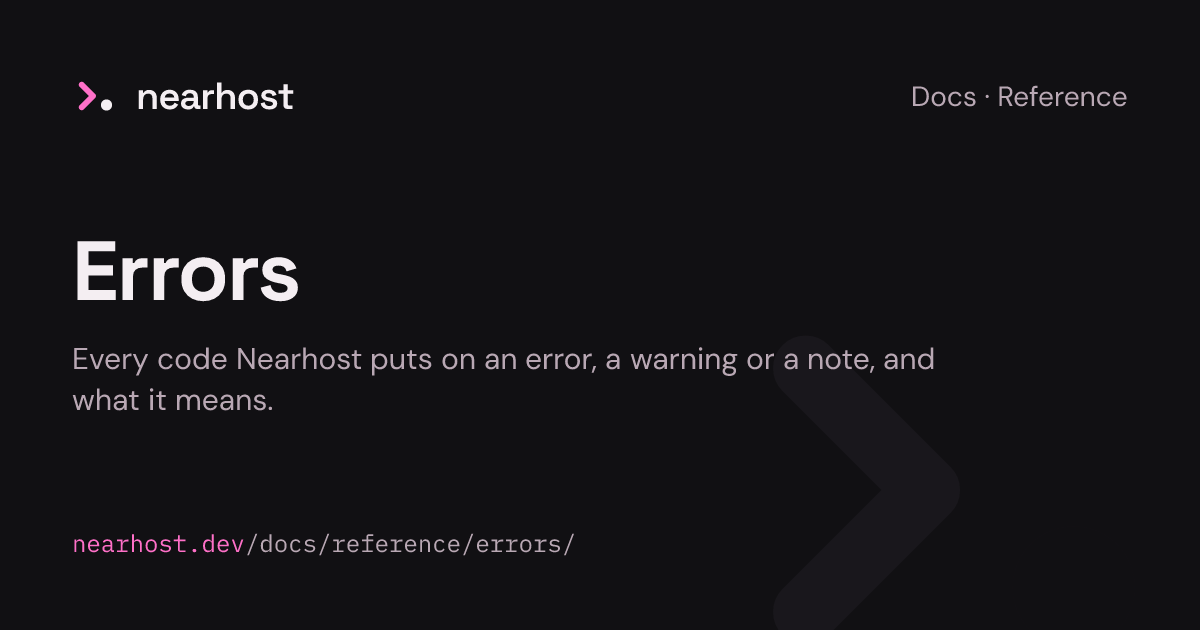 nearhost
Docs · Reference
Errors
Every code Nearhost puts on an error, a warning or a note, and
what it means.
nearhost.dev/docs/reference/errors/